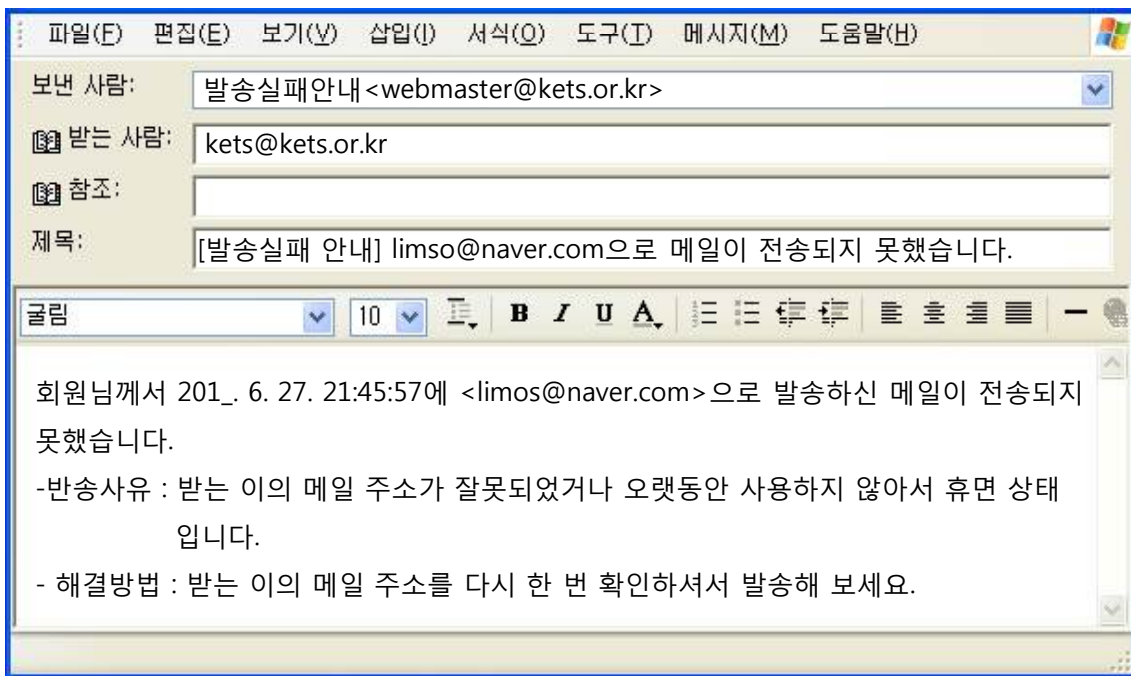 파일(F) 편집(E) 보기(V) 삽입(I) 서식(O) 도구(T) 메시지(M) 도움말(H)
보낸 사람: 발송실패안내<webmaster@kets.or.kr>
받는 사람: kets@kets.or.kr
참조:
제목: [발송실패 안내] limso@naver.com으로 메일이 전송되지 못했습니다.
굴림 10 B I U A
회원님께서 201_. 6. 27. 21:45:57에 <limos@naver.com>으로 발송하신 메일이 전송되지
못했습니다.
-반송사유 : 받는 이의 메일 주소가 잘못되었거나 오랫동안 사용하지 않아서 휴면 상태
입니다.
- 해결방법 : 받는 이의 메일 주소를 다시 한 번 확인하셔서 발송해 보세요.